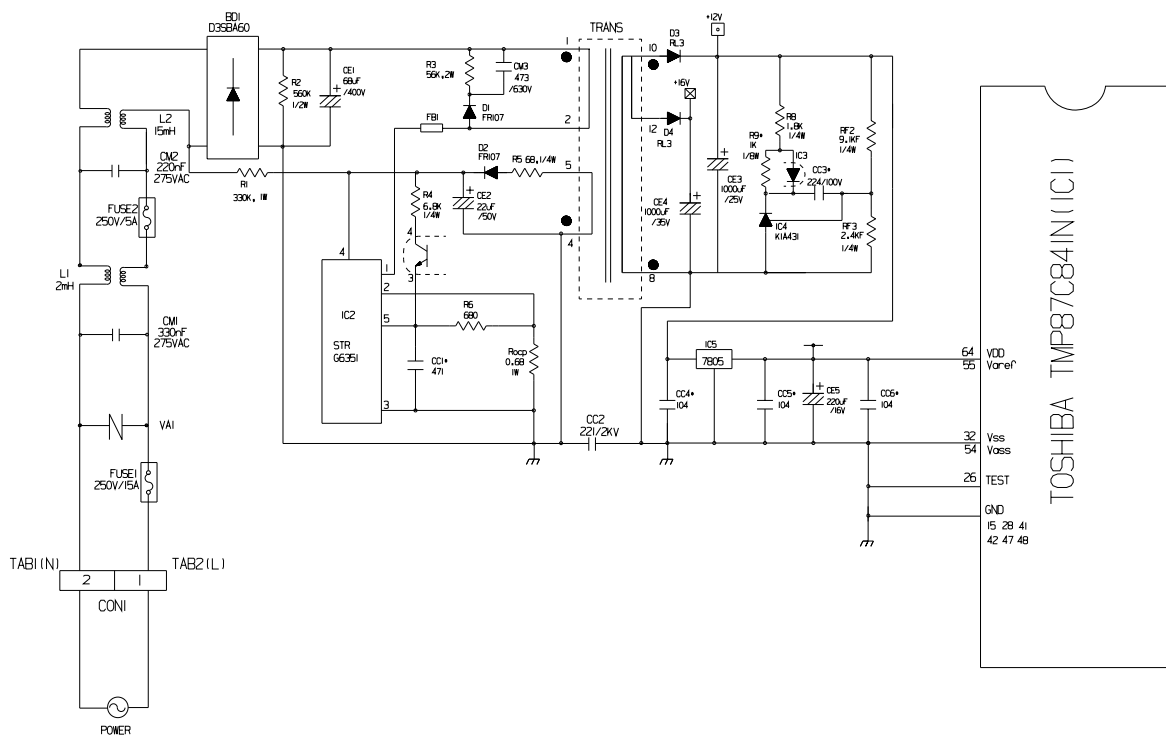 BD1
D3SBA60
TRANS
+12V
D3
RL3
1
10
R2
560K
1/2W
CE1
68uF
/400V
+
R3
56K,2W
CM3
473
/630V
D1
FR107
FB1
2
+16V
12
D4
RL3
R8
1.8K
1/4W
RF2
9.1KF
1/4W
L2
15mH
CM2
220nF
275VAC
R9*
1K
1/8W
IC3
CC3*
224/100V
D2
FR107
R5 68,1/4W
5
R1
330K, 1W
R4
6.8K
1/4W
+
CE2
22uF
/50V
+
CE3
1000uF
/25V
+
CE4
1000uF
/35V
IC4
KIA431
RF3
2.4KF
1/4W
FUSE2
250V/5A
4
4
3
4
8
L1
2mH
1
2
IC2
STR
G6351
5
3
R6
680
CM1
330nF
275VAC
CC1*
471
Rocp
0.68
1W
IC5
7805
CC4*
104
CC5*
104
+
CE5
220uF
/16V
CC6*
104
64
VDD
55
Varef
VA1
CC2
221/2KV
32
Vss
54
Vass
26
TEST
GND
15 28 41
42 47 48
FUSE1
250V/15A
TAB1(N)
TAB2(L)
2
1
CON1
POWER
TOSHIBA TMP87C841N(IC1)